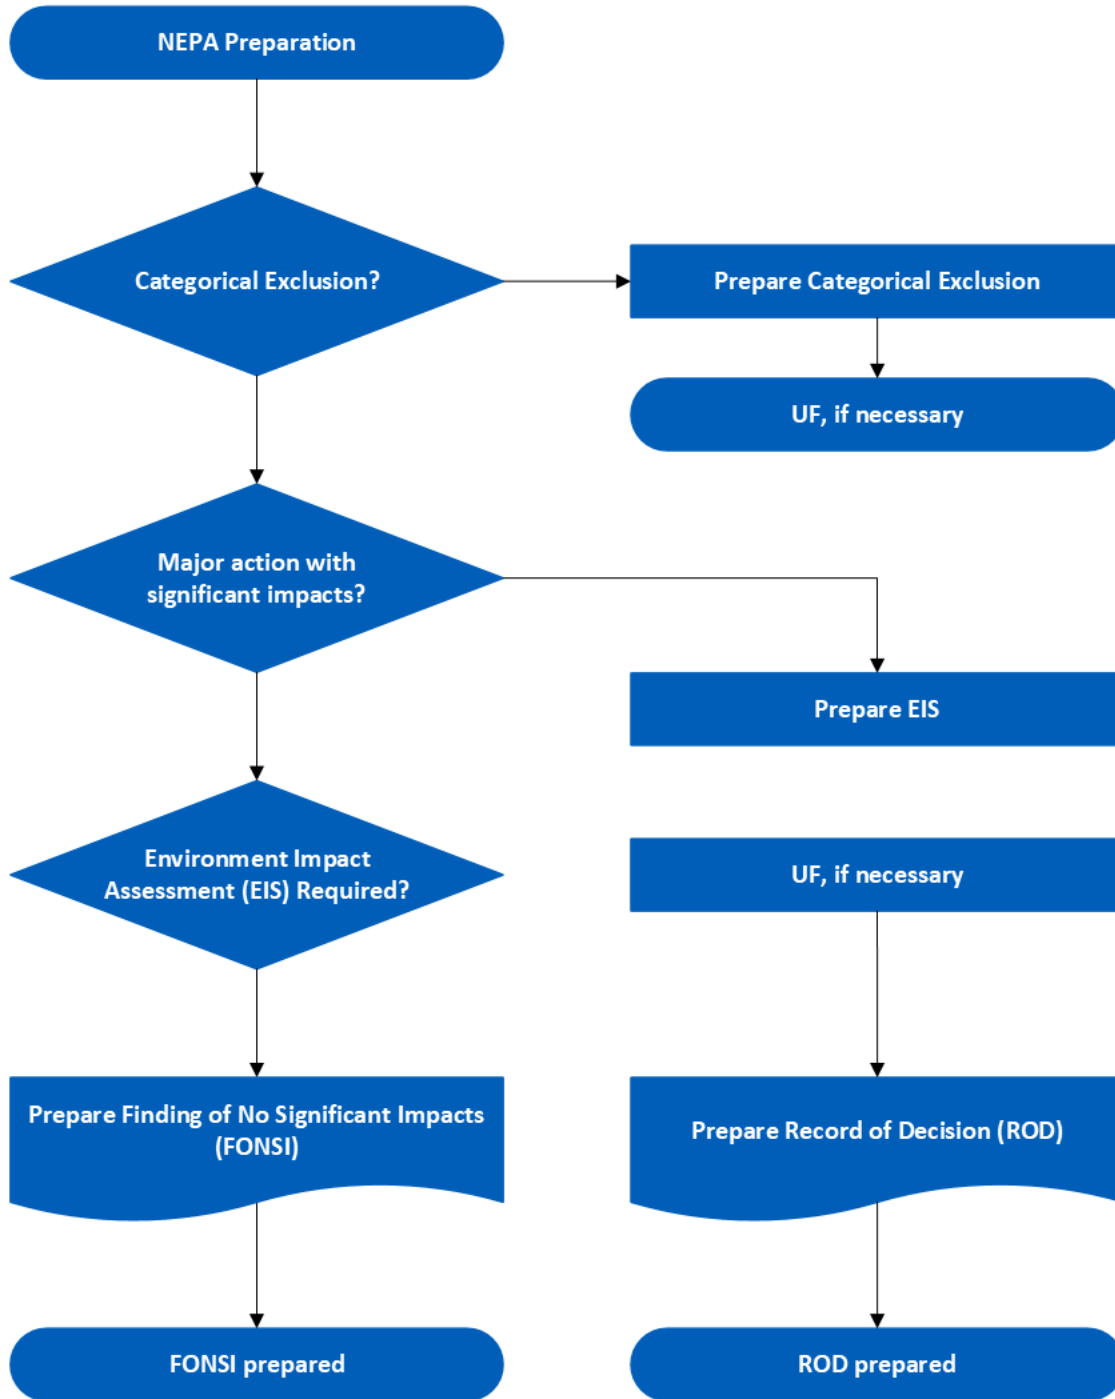 NEPA Preparation
Categorical Exclusion?
Prepare Categorical Exclusion
UF, if necessary
Major action with
significant impacts?
Prepare EIS
Environment Impact
Assessment (EIS) Required?
UF, if necessary
Prepare Finding of No Significant Impacts
(FONSI)
Prepare Record of Decision (ROD)
FONSI prepared
ROD prepared